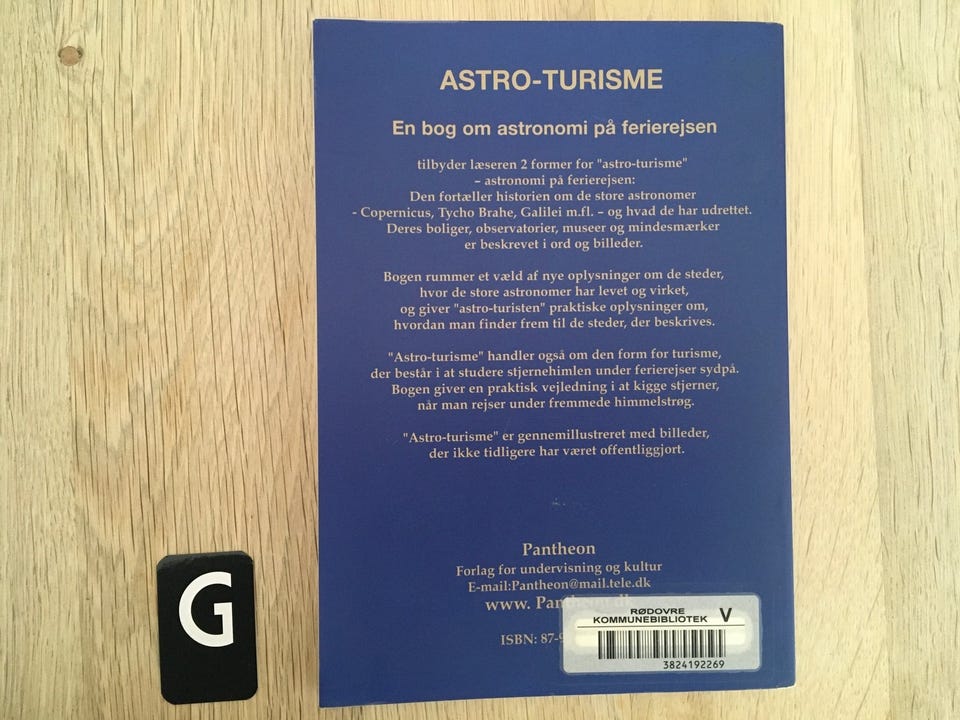 ASTRO-TURISME
En bog om astronomi på ferierejsen
tilbyder læseren 2 former for "astro-turisme"
– astronomi på ferierejsen:
Den fortæller historien om de store astronomer
- Copernicus, Tycho Brahe, Galilei m.fl. – og hvad de har udrettet.
Deres boliger, observatorier, museer og mindesmærker
er beskrevet i ord og billeder.
Bogen rummer et væld af nye oplysninger om de steder,
hvor de store astronomer har levet og virket,
og giver "astro-turisten" praktiske oplysninger om,
hvordan man finder frem til de steder, der beskrives.
"Astro-turisme" handler også om den form for turisme,
der består i at studere stjernehimlen under ferierejser sydpå.
Bogen giver en praktisk vejledning i at kigge stjerner,
når man rejser under fremmede himmelstrøg.
"Astro-turisme" er gennemillustreret med billeder,
der ikke tidligere har været offentliggjort.
Pantheon
Forlag for undervisning og kultur
E-mail:Pantheon@mail.tele.dk
www. Pantheon.dk
RØDOVRE
KOMMUNEBIBLIOTEK V
ISBN: 87-9
3824192269
G